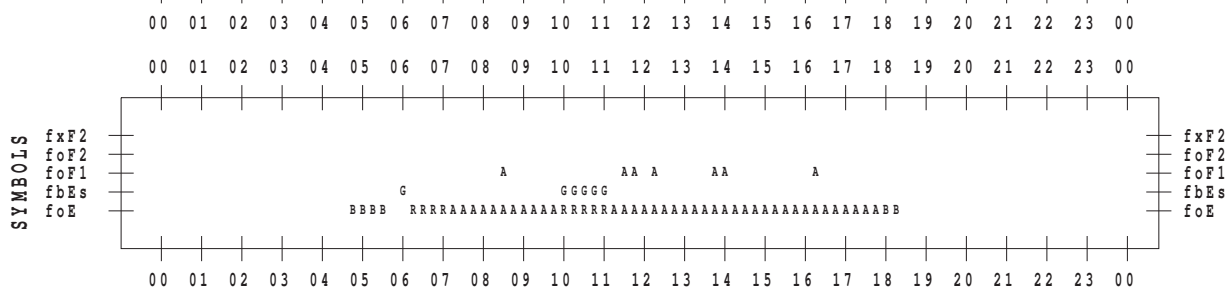 00 01 02 03 04 05 06 07 08 09 10 11 12 13 14 15 16 17 18 19 20 21 22 23 00
00 01 02 03 04 05 06 07 08 09 10 11 12 13 14 15 16 17 18 19 20 21 22 23 00
SYMBOLS
fxF2 fxF2
foF2 foF2
foF1 A AA A AA A foF1
fbEs G GGGGG fbEs
foE BBBB RRRRAAAAAAAAAAARRRRRAAAAAAAAAAAAAAAAAAAAAAAAAAABB foE
00 01 02 03 04 05 06 07 08 09 10 11 12 13 14 15 16 17 18 19 20 21 22 23 00